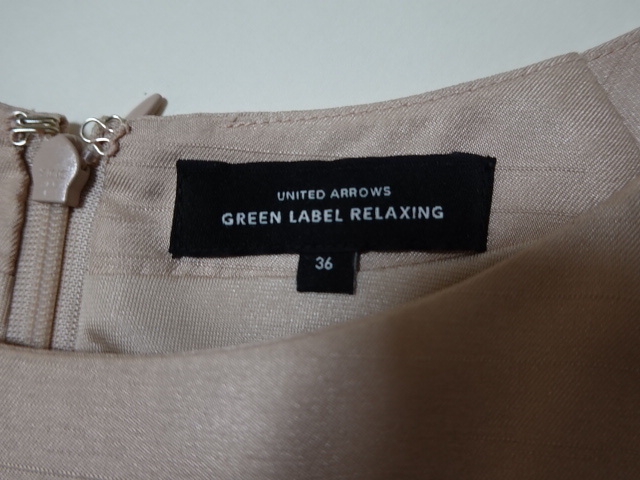 UNITED ARROWS
GREEN LABEL RELAXING
36